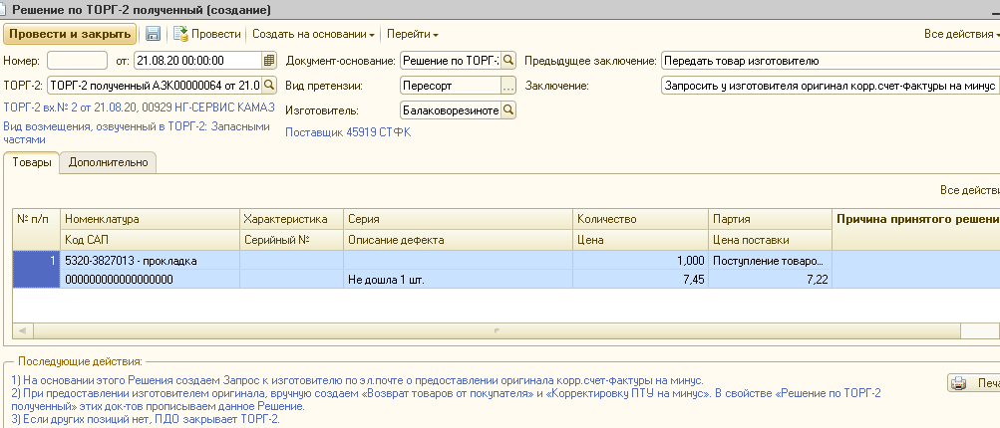 Решение по ТОРГ-2 полученный (создание)
Провести и закрыть Провести Создать на основании Перейти Все действия
Номер: от: 21.08.20 00:00:00 Документ-основание: Решение по ТОРГ- Предыдущее заключение: Передать товар изготовителю
ТОРГ-2: ТОРГ-2 полученный АЗК00000064 от 21.0 Вид претензии: Пересорт ... Заключение: Запросить у изготовителя оригинал корр.счет-фактуры на минус
ТОРГ-2 вх.№ 2 от 21.08.20, 00929 НГ-СЕРВИС КАМАЗ Изготовитель: Балаковорезиноте
Вид возмещения, озвученный в ТОРГ-2: Запасными частями Поставщик 45919 СТФК
Товары Дополнительно
Все действи
№ п/п Номенклатура Характеристика Серия Количество Партия Причина принятого решен
Код САП Серийный № Описание дефекта Цена Цена поставки
1 5320-3827013 - прокладка 1,000 Поступление товаро...
000000000000000000 Не дошла 1 шт. 7,45 7,22
Последующие действия:
1) На основании этого Решения создаем Запрос к изготовителю по эл.почте о предоставлении оригинала корр.счет-фактуры на минус.
2) При предоставлении изготовителем оригинала, вручную создаем «Возврат товаров от покупателя» и «Корректировку ПТУ на минус». В свойстве «Решение по ТОРГ-2
полученный» этих док-тов прописываем данное Решение.
3) Если других позиций нет, ПДО закрывает ТОРГ-2.
Печа